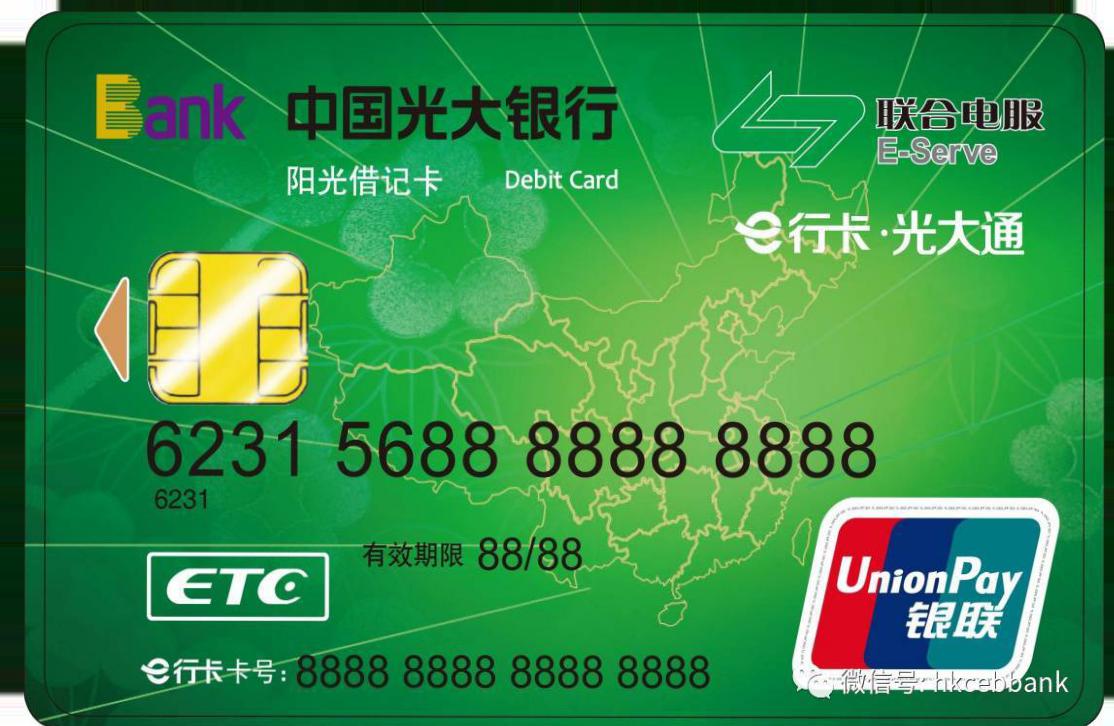 Bank 中国光大银行
阳光借记卡 Debit Card
联合电服
E-Serve
e行卡·光大通
6231 5688 8888 8888
6231
有效期限 88/88
ETC
UnionPay
银联
e行卡卡号：8888 8888 8888 8888
微信号: hkcebbank